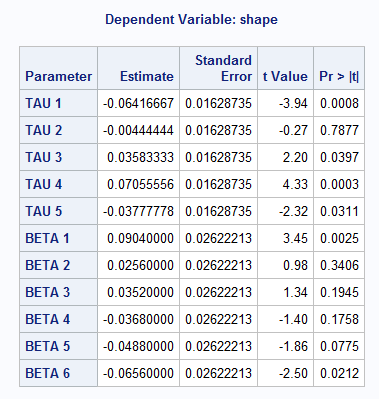 Dependent Variable: shape
Parameter Estimate Standard Error t Value Pr > |t|
TAU 1 -0.06416667 0.01628735 -3.94 0.0008
TAU 2 -0.00444444 0.01628735 -0.27 0.7877
TAU 3 0.03583333 0.01628735 2.20 0.0397
TAU 4 0.07055556 0.01628735 4.33 0.0003
TAU 5 -0.03777778 0.01628735 -2.32 0.0311
BETA 1 0.09040000 0.02622213 3.45 0.0025
BETA 2 0.02560000 0.02622213 0.98 0.3406
BETA 3 0.03520000 0.02622213 1.34 0.1945
BETA 4 -0.03680000 0.02622213 -1.40 0.1758
BETA 5 -0.04880000 0.02622213 -1.86 0.0775
BETA 6 -0.06560000 0.02622213 -2.50 0.0212